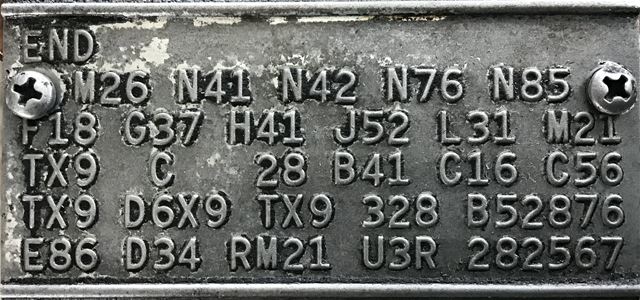 END
M26 N41 N42 N76 N85
F18 G37 H41 J52 L31 M21
TX9 C 28 B41 C16 C56
TX9 D6X9 TX9 328 B52876
E86 D34 RM21 U3R 282567